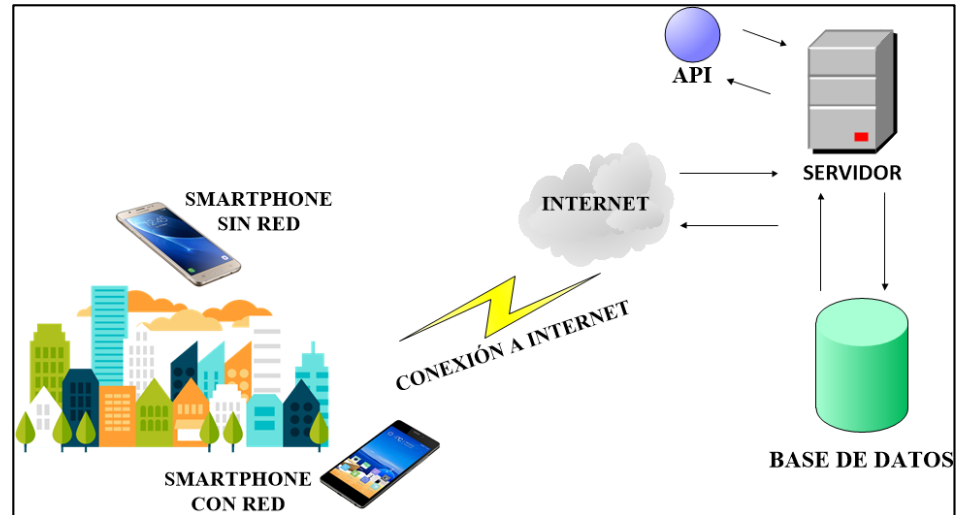 API
SERVIDOR
INTERNET
SMARTPHONE
SIN RED
CONEXIÓN A INTERNET
BASE DE DATOS
SMARTPHONE
CON RED